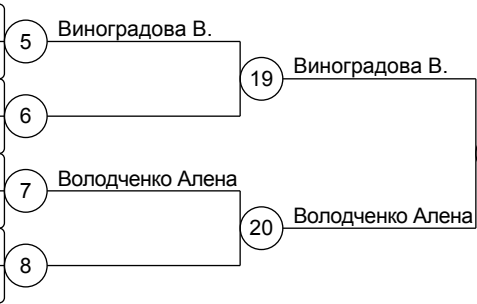 5 Виноградова В.
19 Виноградова В.
6
7 Володченко Алена
20 Володченко Алена
8